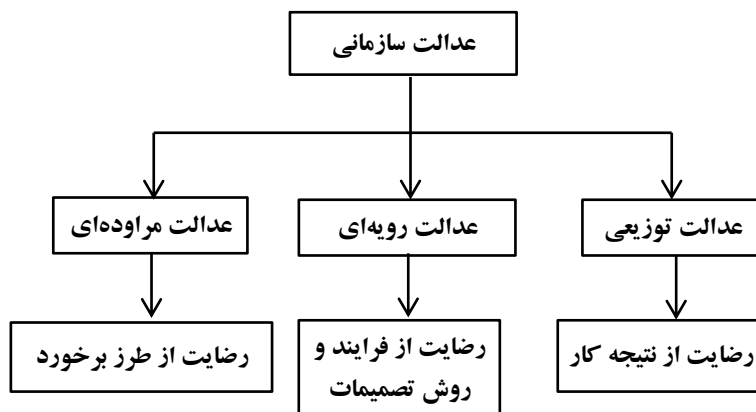 عدالت سازمانی
عدالت توزیعی
عدالت رویه‌ای
عدالت مراوده‌ای
رضایت از نتیجه کار
رضایت از فرایند و
روش تصمیمات
رضایت از طرز برخورد